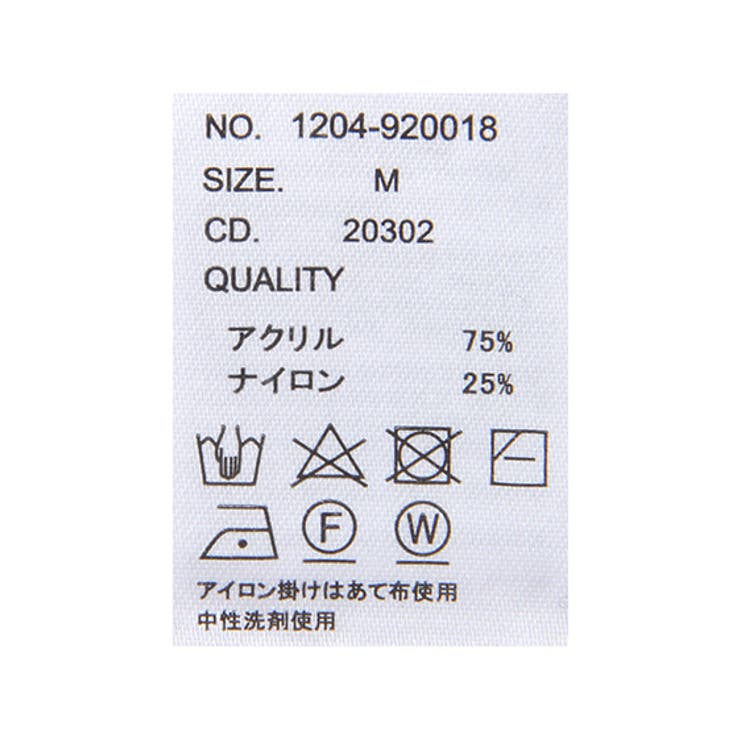 NO. 1204-920018
SIZE. M
CD. 20302
QUALITY
アクリル 75%
ナイロン 25%
F W
アイロン掛けはあて布使用
中性洗剤使用